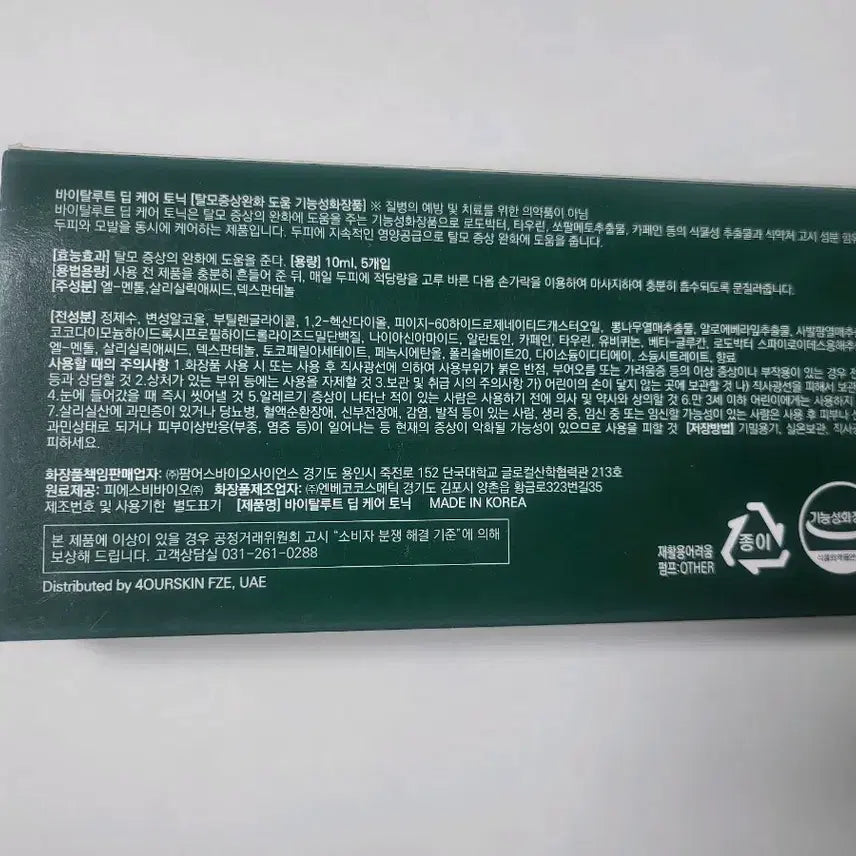 바이탈루트 딥 케어 토닉 [탈모증상완화 도움 기능성화장품] ※ 질병의 예방 및 치료를 위한 의약품이 아님
바이탈루트 딥 케어 토닉은 탈모 증상의 완화에 도움을 주는 기능성화장품으로 로도박터, 타우린, 쏘팔메토추출물, 카페인 등의 식물성 추출물과 식약처 고시 성분 함유
두피와 모발을 동시에 케어하는 제품입니다. 두피에 지속적인 영양공급으로 탈모 증상 완화에 도움을 줍니다.
[효능효과] 탈모 증상의 완화에 도움을 준다. [용량] 10ml, 5개입
[용법용량] 사용 전 제품을 충분히 흔들어 준 뒤, 매일 두피에 적당량을 고루 바른 다음 손가락을 이용하여 마사지하여 충분히 흡수되도록 문질러줍니다.
[주성분] 엘-멘톨,살리실릭애씨드,덱스판테놀
[전성분] 정제수, 변성알코올, 부틸렌글라이콜, 1,2-헥산다이올, 피이지-60하이드로제네이티드캐스터오일, 뽕나무열매추출물, 알로에베라잎추출물, 사발팜열매추출
코코다이모늄하이드록시프로필하이드롤라이즈드밀단백질, 나이아신아마이드, 알란토인, 카페인, 타우린, 유비퀴논, 베타-글루칸, 로도박터 스파이로이데스용해추
엘-멘톨, 살리실릭애씨드, 덱스판테놀, 토코페릴아세테이트, 페녹시에탄올, 폴리솔베이트20, 다이소듐이디티에이, 소듐시트레이트, 향료
사용할 때의 주의사항 1.화장품 사용 시 또는 사용 후 직사광선에 의하여 사용부위가 붉은 반점, 부어오름 또는 가려움증 등의 이상 증상이나 부작용이 있는 경우 전
등과 상담할 것 2.상처가 있는 부위 등에는 사용을 자제할 것 3.보관 및 취급 시의 주의사항 가) 어린이의 손이 닿지 않는 곳에 보관할 것 나) 직사광선을 피해서 보관
4.눈에 들어갔을 때 즉시 씻어낼 것 5.알레르기 증상이 나타난 적이 있는 사람은 사용하기 전에 의사 및 약사와 상의할 것 6.만 3세 이하 어린이에게는 사용하지
7.살리실산에 과민증이 있거나 당뇨병, 혈액순환장애, 신부전장애, 감염, 발적 등이 있는 사람, 생리 중, 임신 중 또는 임신할 가능성이 있는 사람은 사용 후 피부나 신
과민상태로 되거나 피부이상반응(부종, 염증 등)이 일어나는 등 현재의 증상이 악화될 가능성이 있으므로 사용을 피할 것 [저장방법] 기밀용기, 실온보관, 직사광
피하세요.
화장품책임판매업자: ㈜팜어스바이오사이언스 경기도 용인시 죽전로 152 단국대학교 글로컬산학협력관 213호
원료제공: 피에스비바이오㈜ 화장품제조업자: ㈜엔베코코스메틱 경기도 김포시 양촌읍 황금로323번길35
제조번호 및 사용기한 별도표기 [제품명] 바이탈루트 딥 케어 토닉 MADE IN KOREA
본 제품에 이상이 있을 경우 공정거래위원회 고시 "소비자 분쟁 해결 기준"에 의해
보상해 드립니다. 고객상담실 031-261-0288
Distributed by 4OURSKIN FZE, UAE
재활용어려움
펌프:OTHER
종이
기능성화장